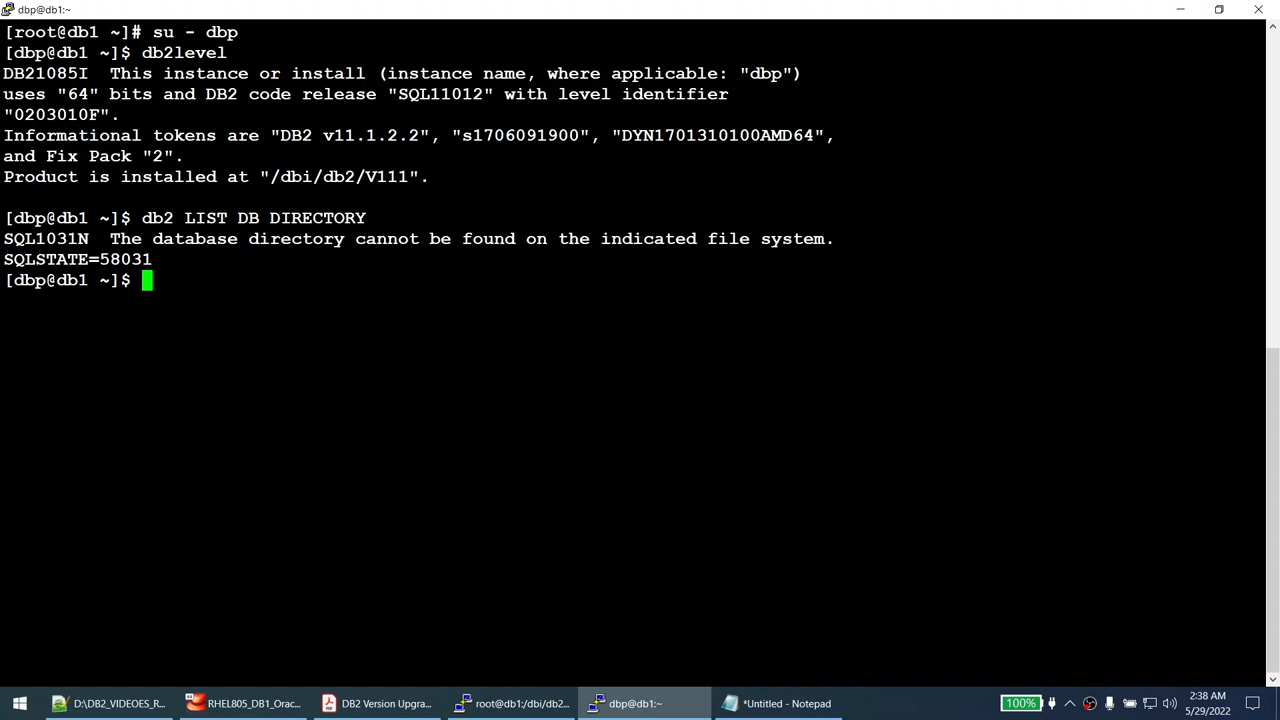 dbp@db1:~
[root@db1 ~]# su - dbp
[dbp@db1 ~]$ db2level
DB21085I  This instance or install (instance name, where applicable: "dbp")
uses "64" bits and DB2 code release "SQL11012" with level identifier
"0203010F".
Informational tokens are "DB2 v11.1.2.2", "s1706091900", "DYN1701310100AMD64",
and Fix Pack "2".
Product is installed at "/dbi/db2/V111".
[dbp@db1 ~]$ db2 LIST DB DIRECTORY
SQL1031N  The database directory cannot be found on the indicated file system.
SQLSTATE=58031
[dbp@db1 ~]$
D:\DB2_VIDEOES_R... RHEL805_DB1_Orac... DB2 Version Upgra... root@db1:/dbi/db2... dbp@db1:~ *Untitled - Notepad 100% 2:38 AM
5/29/2022